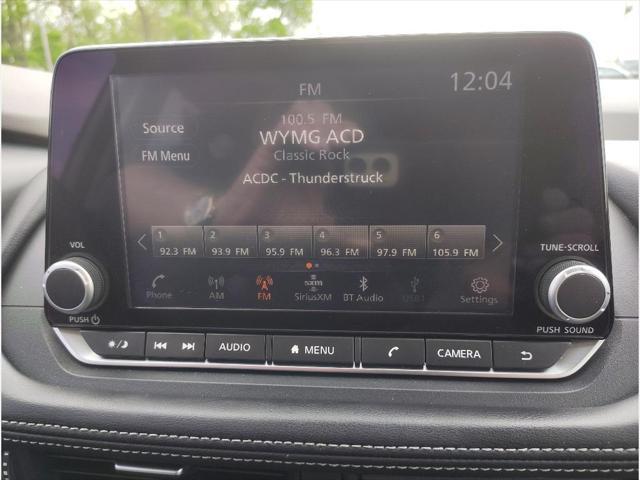 FM
12:04
100.5 FM
Source
WYMG ACD
FM Menu
Classic Rock
ACDC - Thunderstruck
1 2 3 4 5 6
92.3 FM 93.9 FM 95.9 FM 96.3 FM 97.9 FM 105.9 FM
VOL
TUNE-SCROLL
sxm
Phone AM FM SiriusXM BT Audio USB1 Settings
PUSH
PUSH SOUND
AUDIO MENU CAMERA